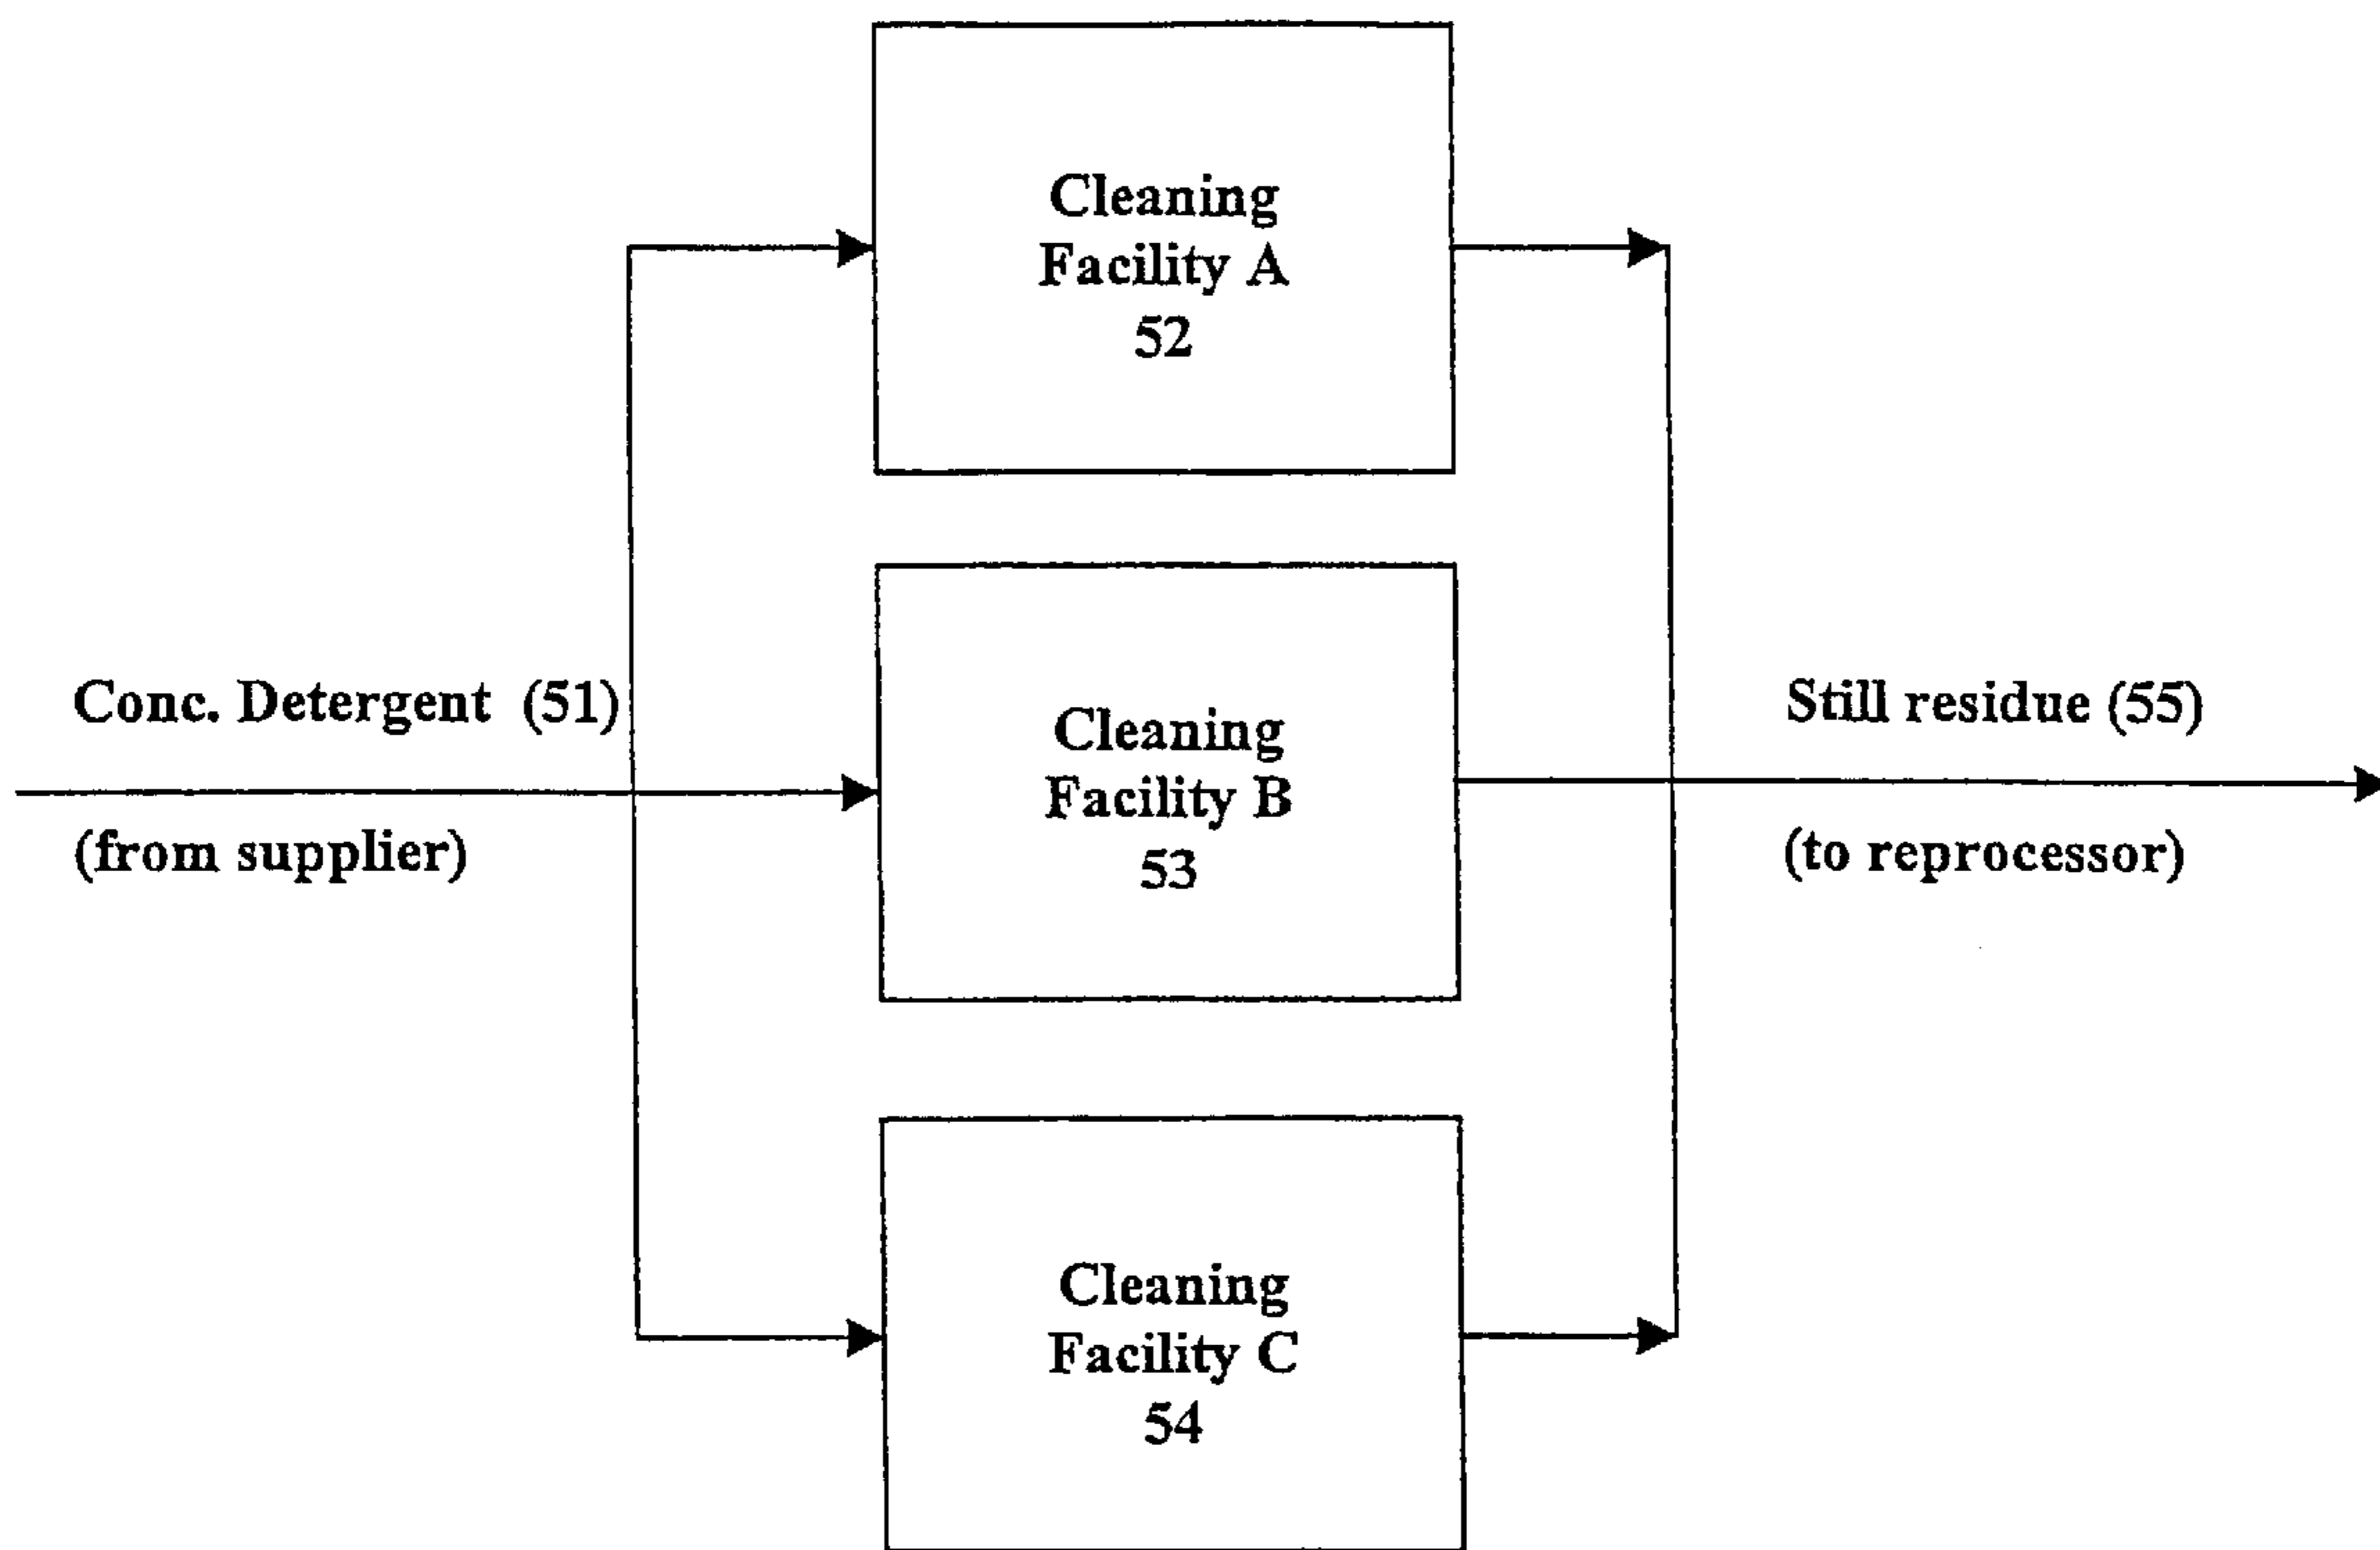 Cleaning
Facility A
52
Conc. Detergent (51)
(from supplier)
Cleaning
Facility B
53
Still residue (55)
(to reprocessor)
Cleaning
Facility C
54